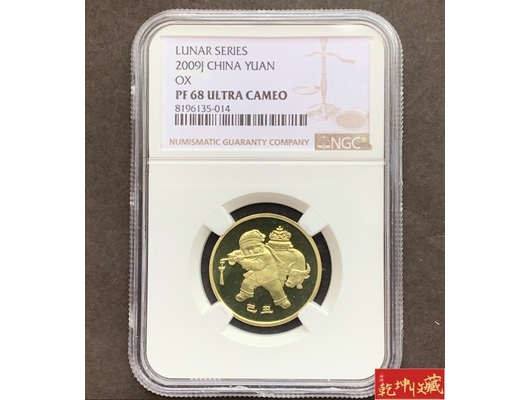 LUNAR SERIES
2009J CHINA YUAN
OX
PF 68 ULTRA CAMEO
8196135-014
NUMISMATIC GUARANTY COMPANY
NGC
己丑
乾坤收藏